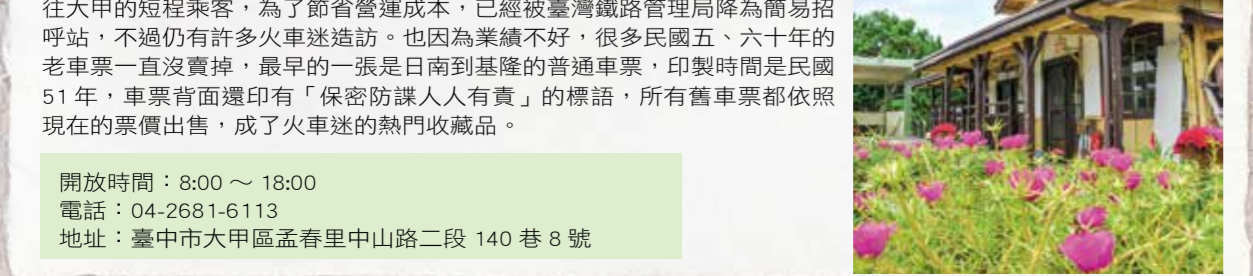 往大甲的短程乘客，為了節省營運成本，已經被臺灣鐵路管理局降為簡易招
呼站，不過仍有許多火車迷造訪。也因為業績不好，很多民國五、六十年的
老車票一直沒賣掉，最早的一張是日南到基隆的普通車票，印製時間是民國
51 年，車票背面還印有「保密防諜人人有責」的標語，所有舊車票都依照
現在的票價出售，成了火車迷的熱門收藏品。
開放時間：8:00 ～ 18:00
電話：04-2681-6113
地址：臺中市大甲區孟春里中山路二段 140 巷 8 號